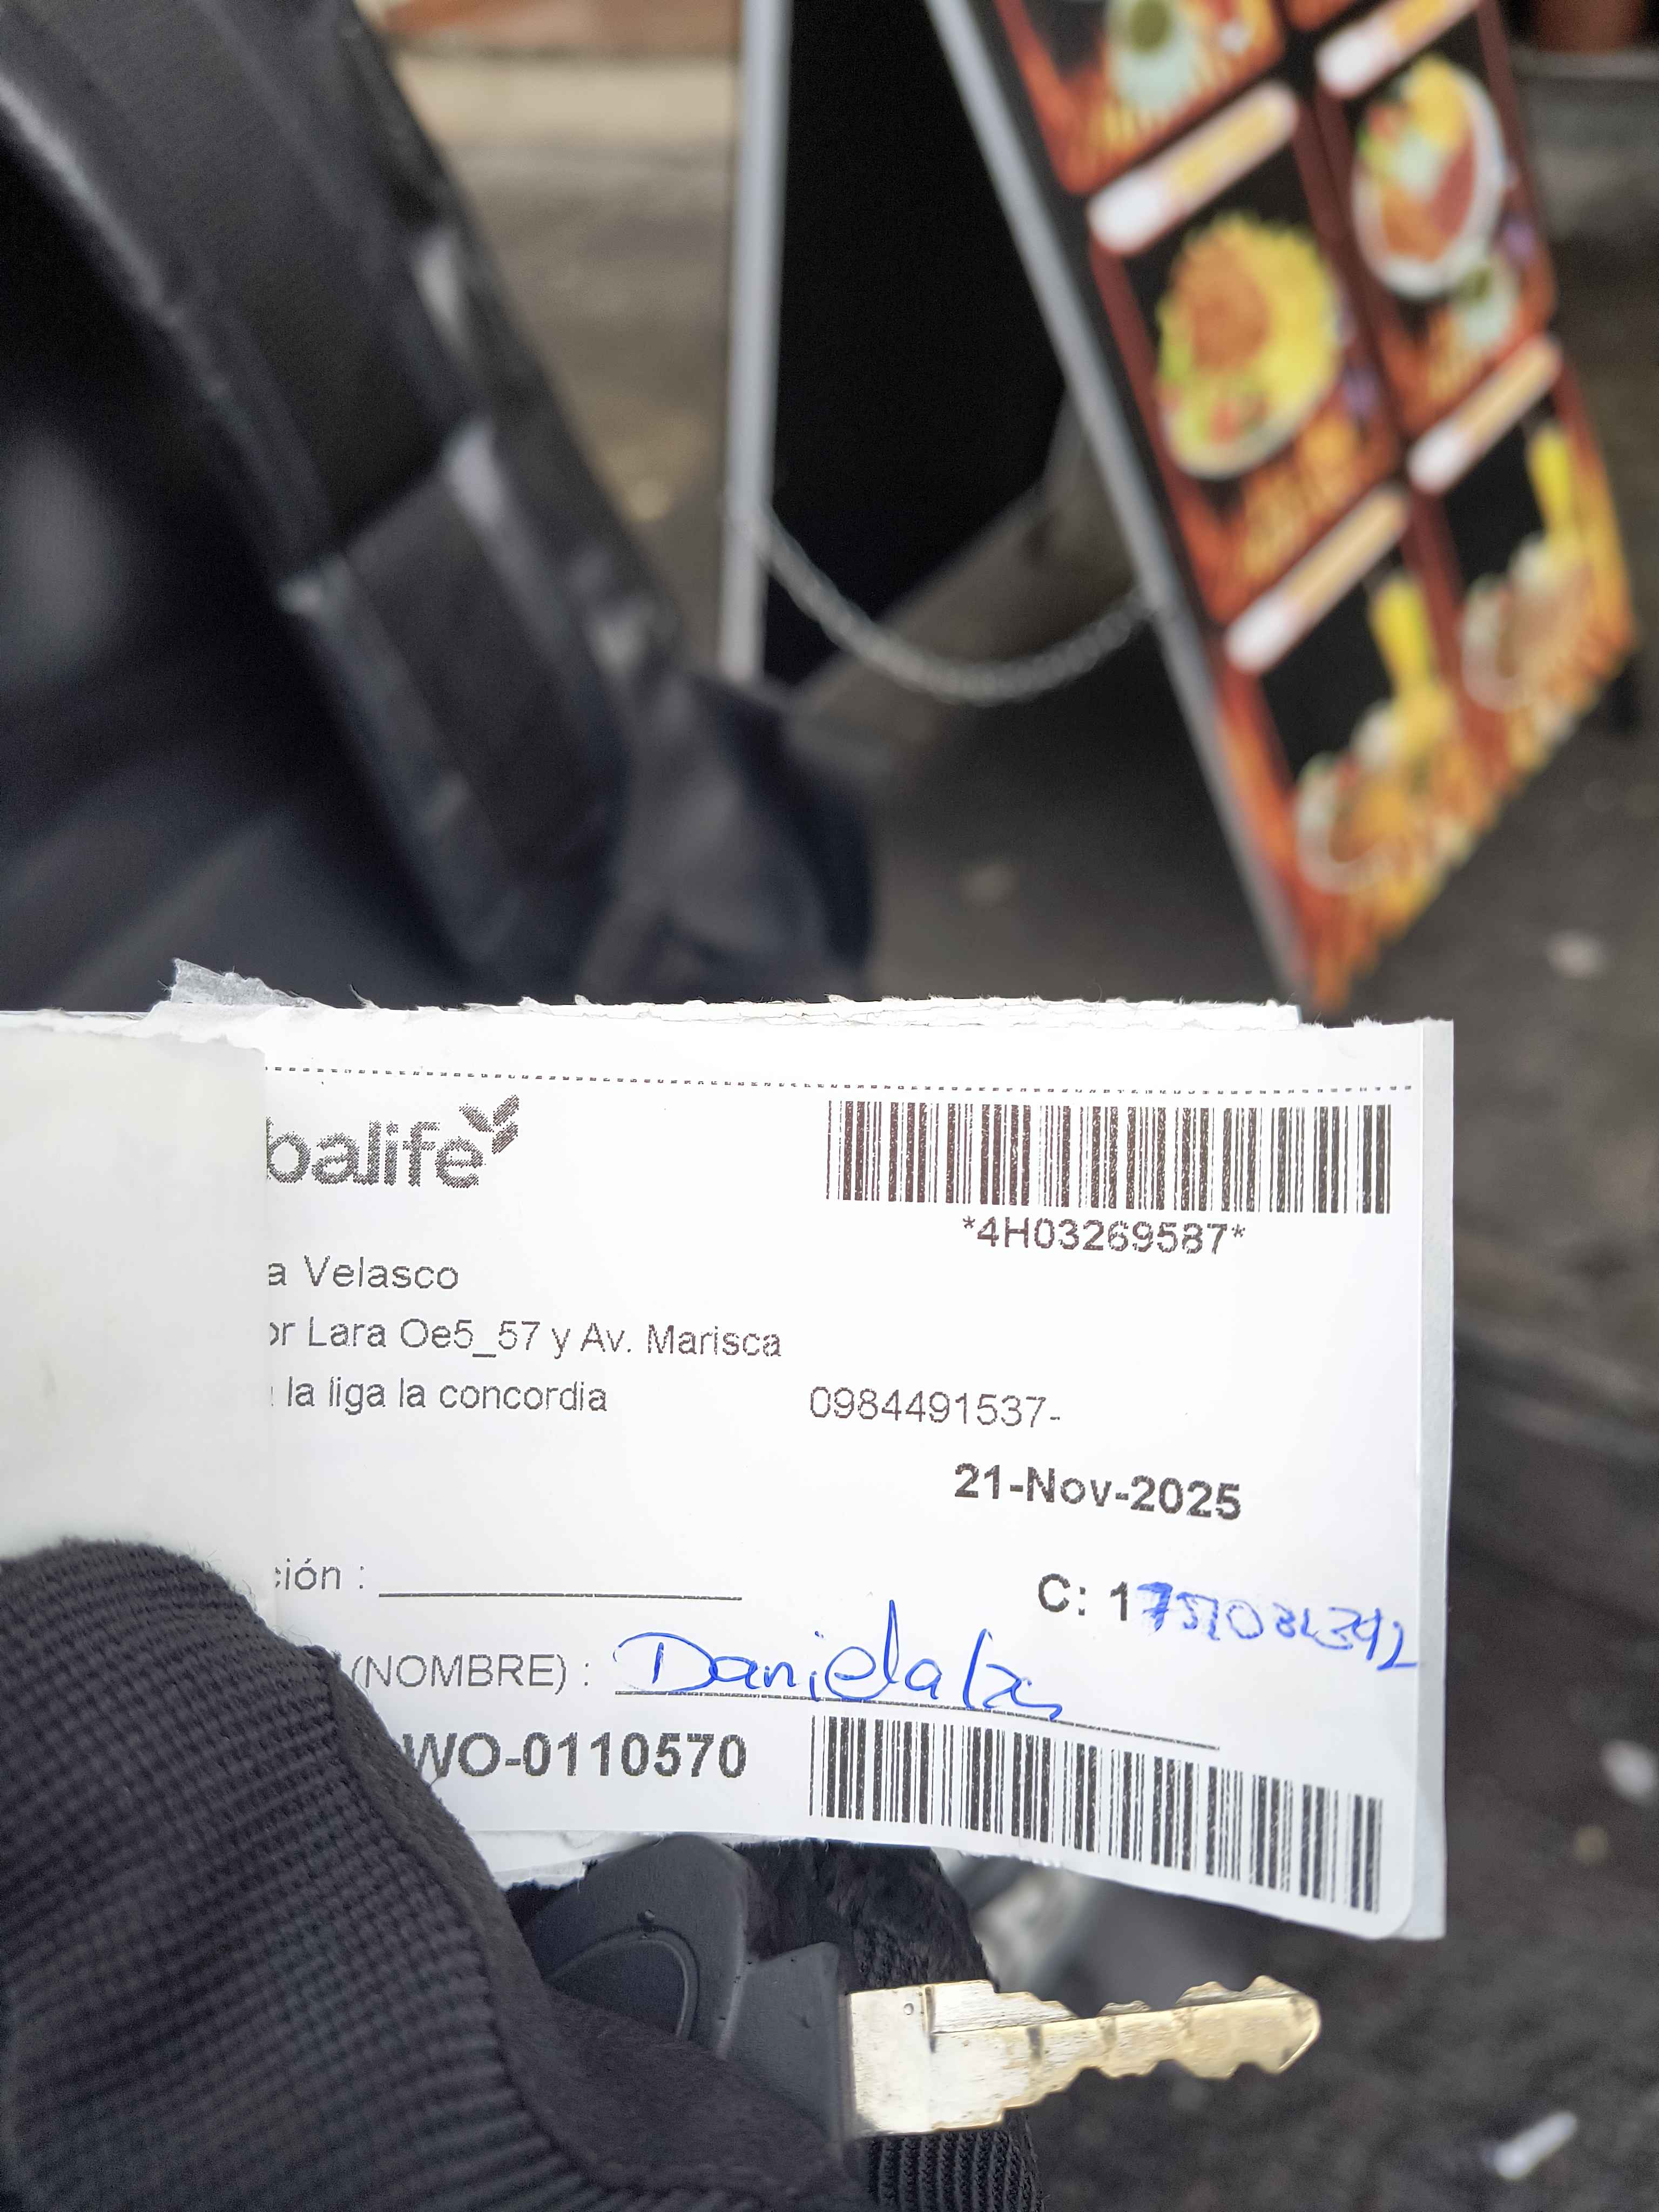 balife
*4H03269587*
a Velasco
or Lara Oe5_57 y Av. Marisca
la liga la concordia
0984491537-
21-Nov-2025
ción :
C: 1
(NOMBRE) : Daniela
WO-0110570